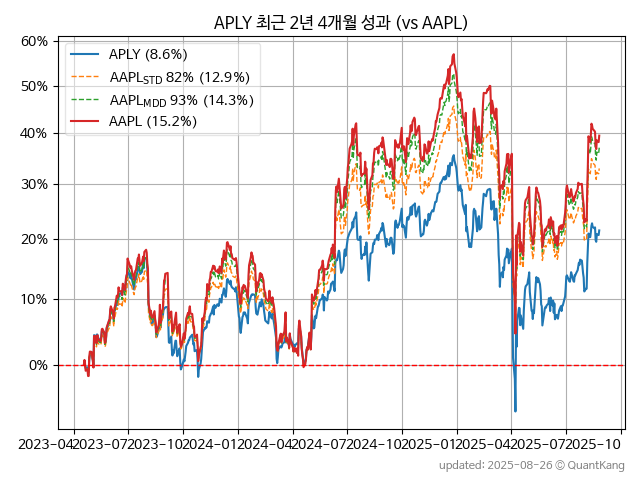 APLY 최근 2년 4개월 성과 (vs AAPL)
60%
50%
40%
30%
20%
10%
0%
APLY (8.6%)
AAPL_STD 82% (12.9%)
AAPL_MDD 93% (14.3%)
AAPL (15.2%)
2023-04 2023-07 2023-10 2024-01 2024-04 2024-07 2024-10 2025-01 2025-04 2025-07 2025-10
updated: 2025-08-26 © QuantKang